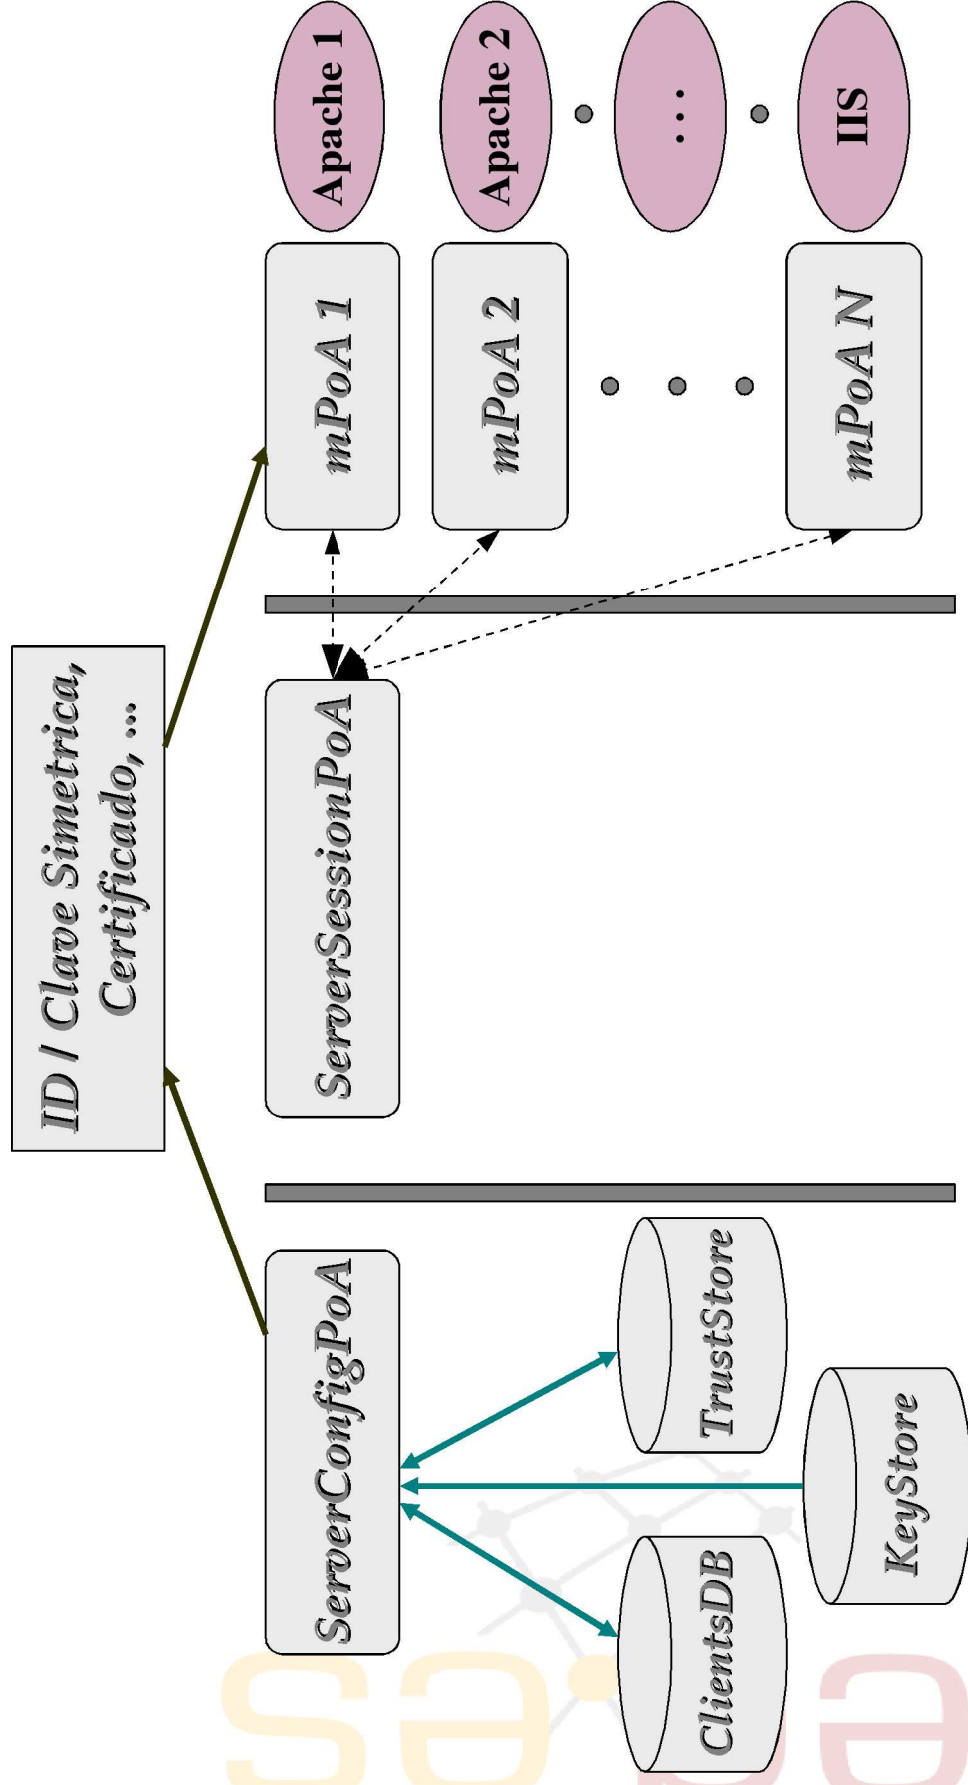 ID / Clave Simetrica,
Certificado, ...
ServerConfigPoA
ServerSessionPoA
mPoA 1
Apache 1
mPoA 2
Apache 2
...
mPoA N
IIS
ClientsDB
TrustStore
KeyStore